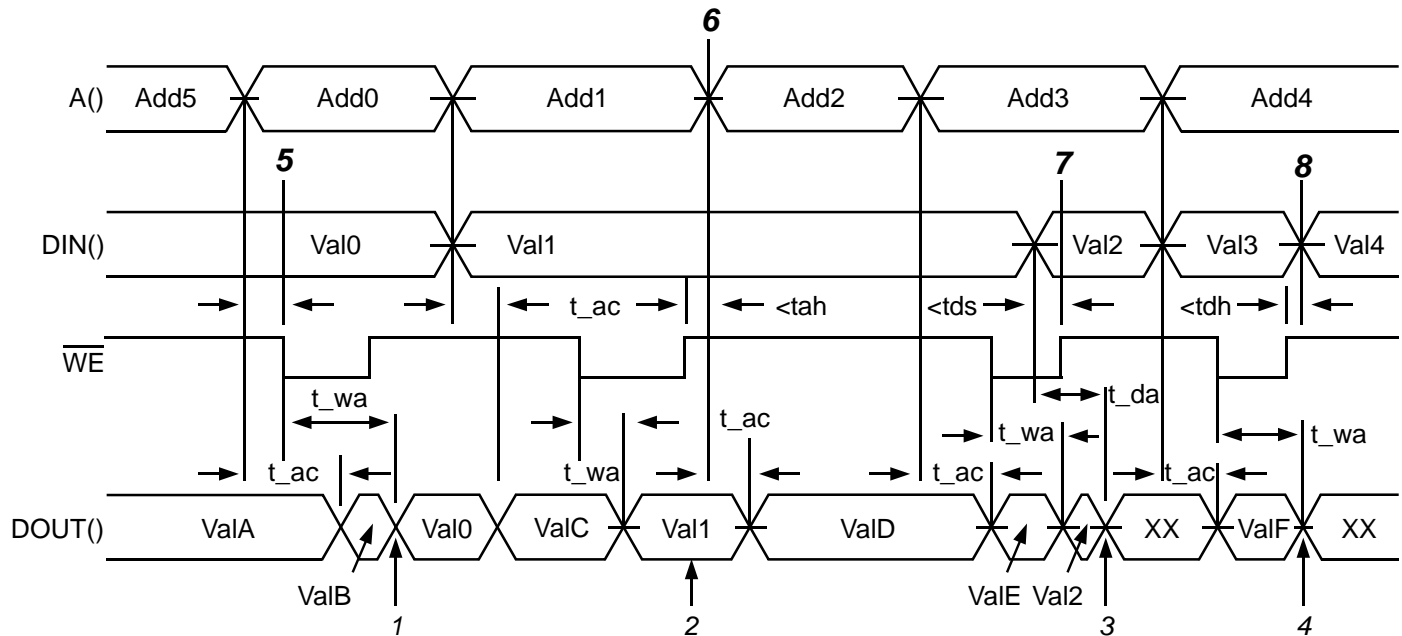 6
A() Add5 Add0 Add1 Add2 Add3 Add4
5 7 8
DIN() Val0 Val1 Val2 Val3 Val4
t_ac <tah <tds <tdh
WE
t_wa t_da
t_ac t_wa t_wa
t_ac t_wa t_ac t_ac
DOUT() ValA Val0 ValC Val1 ValD XX ValF XX
ValB ValE Val2
1 2 3 4